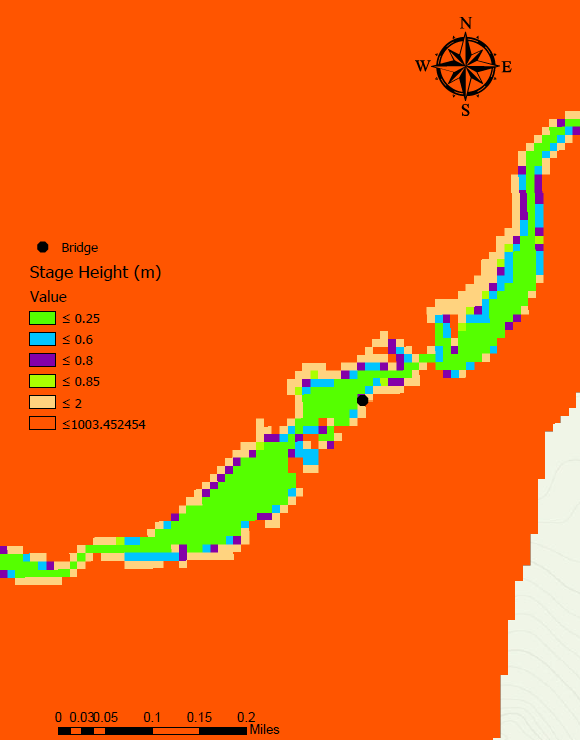 N
W E
S
Bridge
Stage Height (m)
Value
≤ 0.25
≤ 0.6
≤ 0.8
≤ 0.85
≤ 2
≤1003.452454
0 0.030.05 0.1 0.15 0.2
Miles